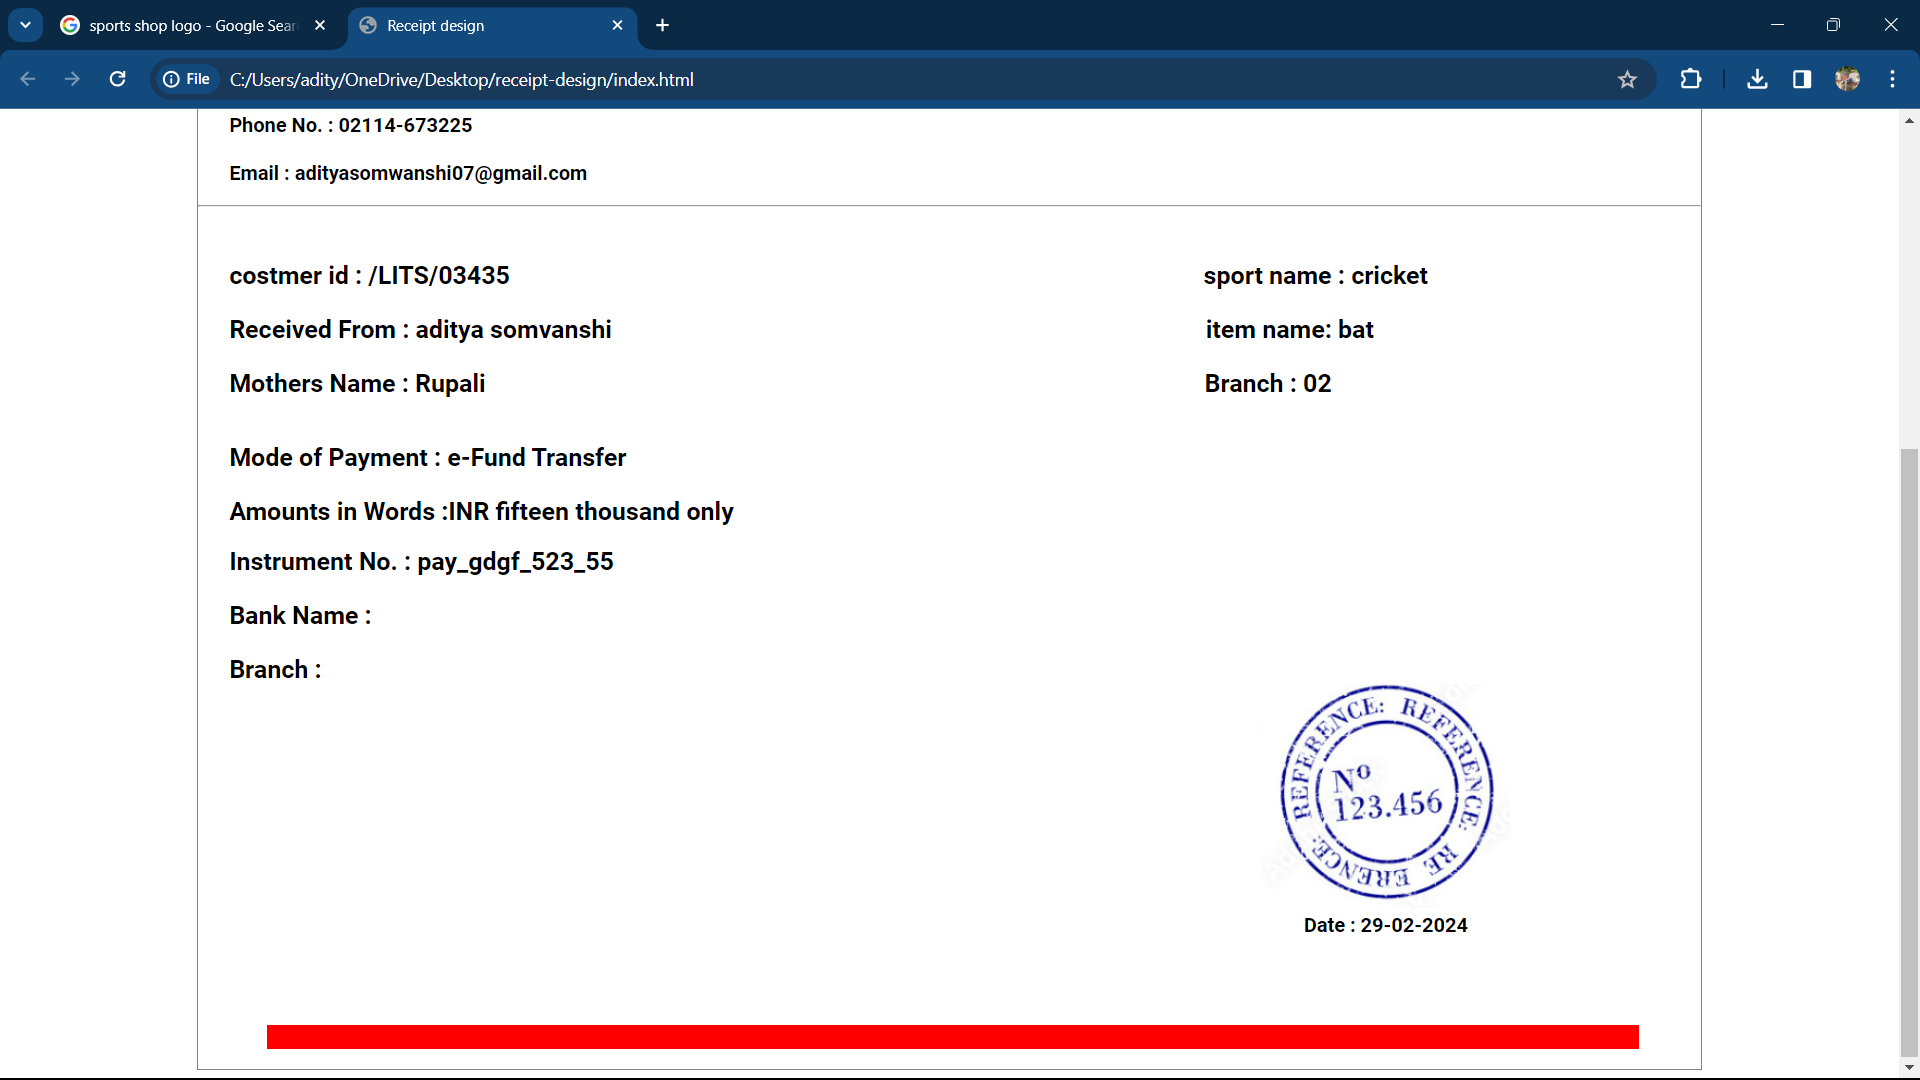 sports shop logo - Google Sear
Receipt design
File
C:/Users/adity/OneDrive/Desktop/receipt-design/index.html
Phone No. : 02114-673225
Email : adityasomwanshi07@gmail.com
costmer id : /LITS/03435
sport name : cricket
Received From : aditya somvanshi
item name: bat
Mothers Name : Rupali
Branch : 02
Mode of Payment : e-Fund Transfer
Amounts in Words :INR fifteen thousand only
Instrument No. : pay_gdgf_523_55
Bank Name :
Branch :
REFERENCE: REFERENCE: RE ERENCE:
Nº
123.456
Date : 29-02-2024